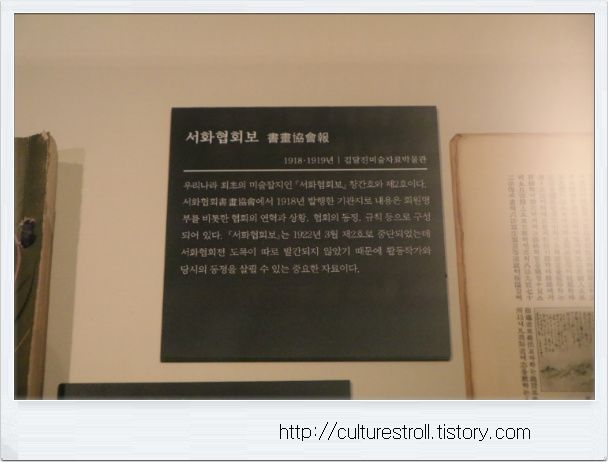 서화협회보 書畫協會報
1918·1919년 | 김달진미술자료박물관
우리나라 최초의 미술잡지인 『서화협회보』 창간호와 제2호이다.
서화협회書畫協會에서 1918년 발행한 기관지로 내용은 회원명
부를 비롯한 협회의 연혁과 상황, 협회의 동정, 규칙 등으로 구성
되어 있다. 『서화협회보』는 1922년 3월 제2호로 중단되었는데
서화협회전 도록이 따로 발간되지 않았기 때문에 활동작가와
당시의 동정을 살필 수 있는 중요한 자료이다.
http://culturestroll.tistory.com